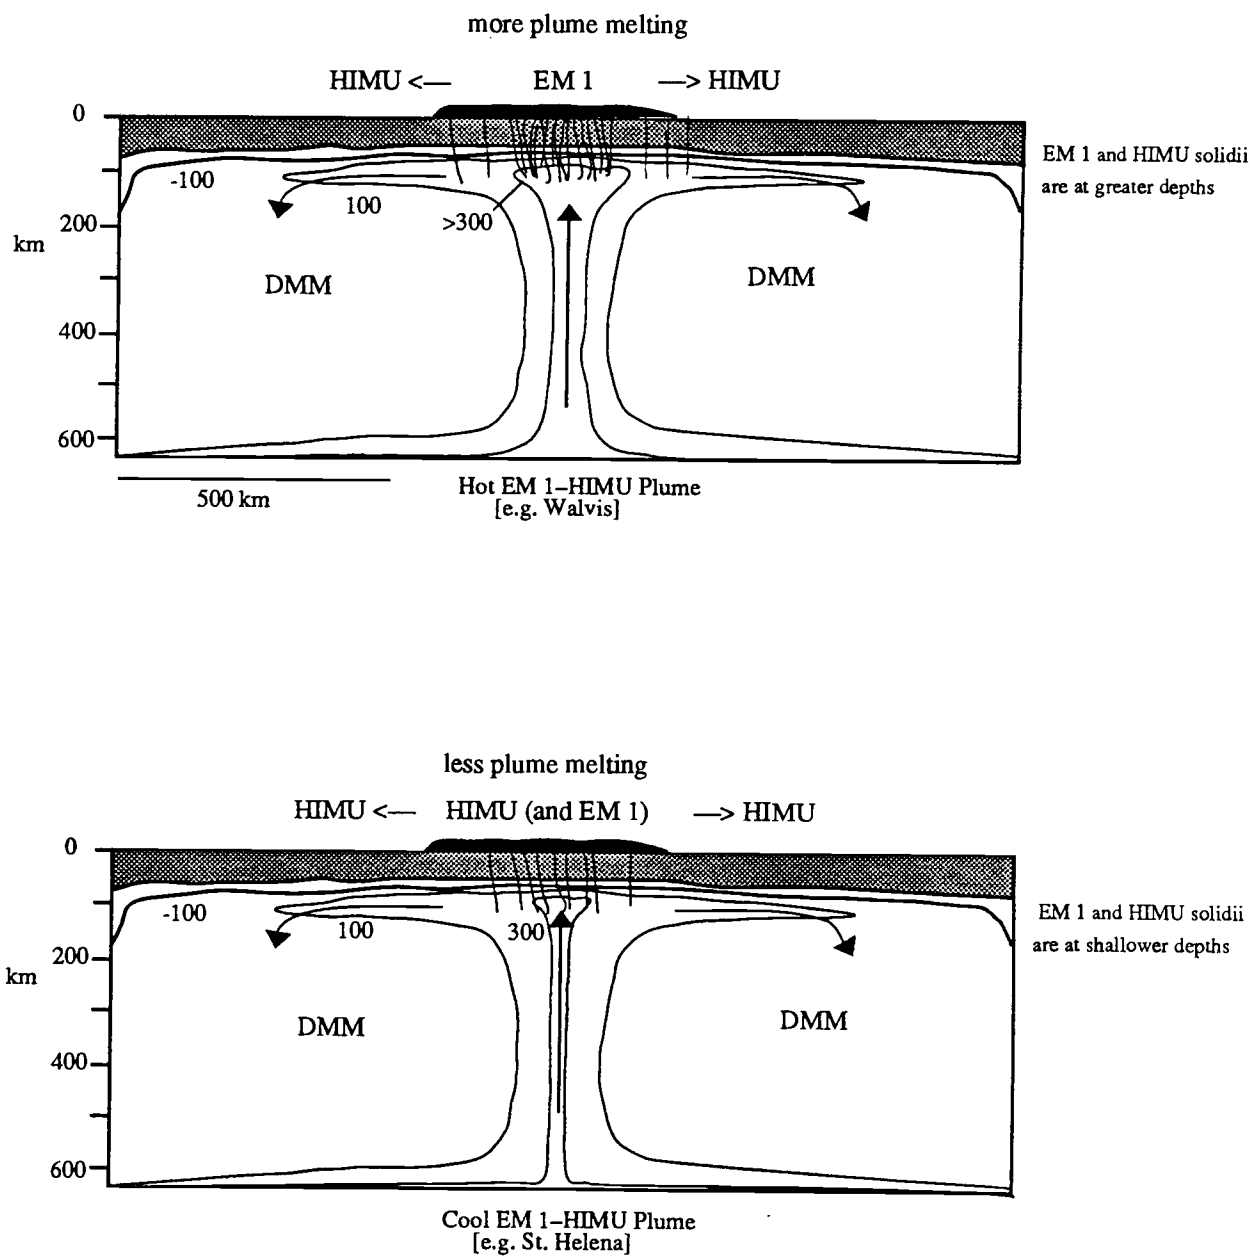 more plume melting
HIMU <— EM 1 —> HIMU
0
EM 1 and HIMU solidii
are at greater depths
-100
100
>300
200
km
DMM
DMM
400
600
500 km
Hot EM 1–HIMU Plume
[e.g. Walvis]
less plume melting
HIMU <— HIMU (and EM 1) —> HIMU
0
EM 1 and HIMU solidii
are at shallower depths
-100
100
300
200
km
DMM
DMM
400
600
Cool EM 1–HIMU Plume
[e.g. St. Helena]